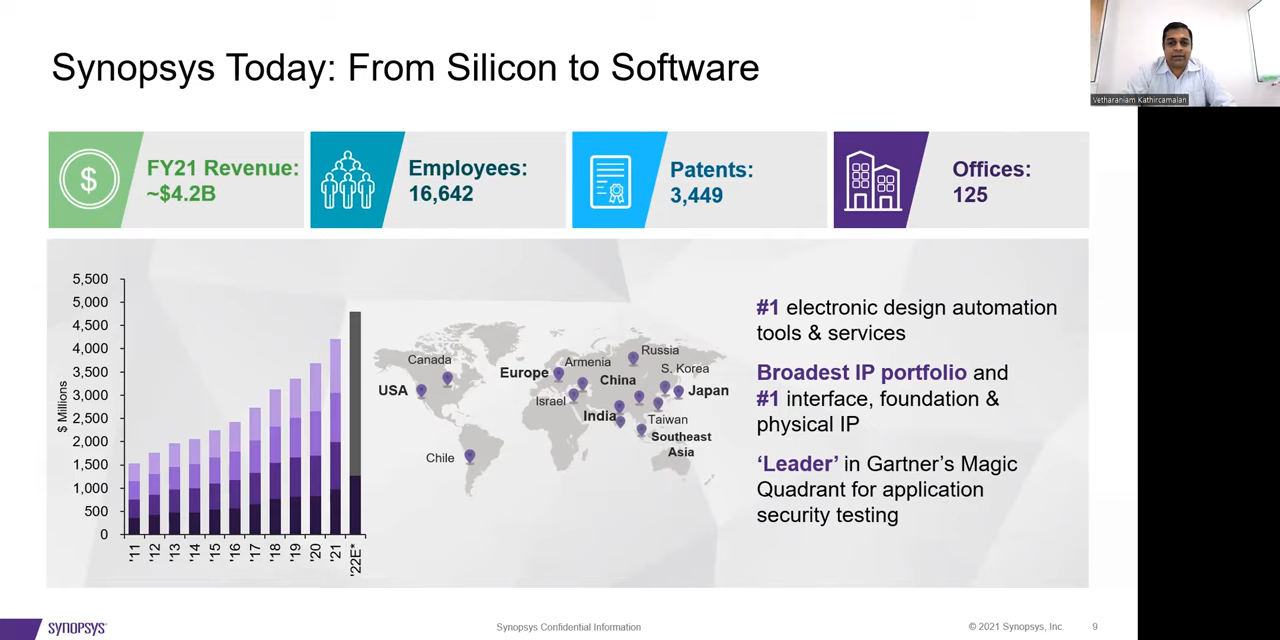 Synopsys Today: From Silicon to Software
Vetharaniam Kathircamalan
$
FY21 Revenue:
~$4.2B
Employees:
16,642
Patents:
3,449
Offices:
125
$ Millions
5,500
5,000
4,500
4,000
3,500
3,000
2,500
2,000
1,500
1,000
500
0
'11
'12
'13
'14
'15
'16
'17
'18
'19
'20
'21
'22E*
Canada
USA
Chile
Europe
Armenia
Israel
Russia
China
S. Korea
Japan
India
Taiwan
Southeast
Asia
#1 electronic design automation
tools & services
Broadest IP portfolio and
#1 interface, foundation &
physical IP
‘Leader’ in Gartner’s Magic
Quadrant for application
security testing
SYNOPSYS®
Synopsys Confidential Information
© 2021 Synopsys, Inc.
9